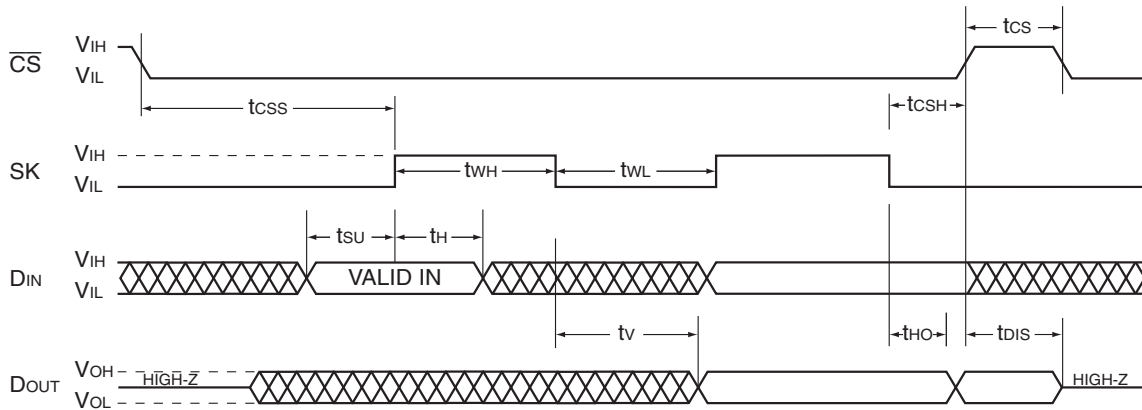 tCS
VIH
CS
VIL
tCSS
tCSH
VIH
SK
tWH
tWL
VIL
tSU
tH
VIH
DIN
VALID IN
VIL
tV
tHO
tDIS
VOH
DOUT
HIGH-Z
HIGH-Z
VOL